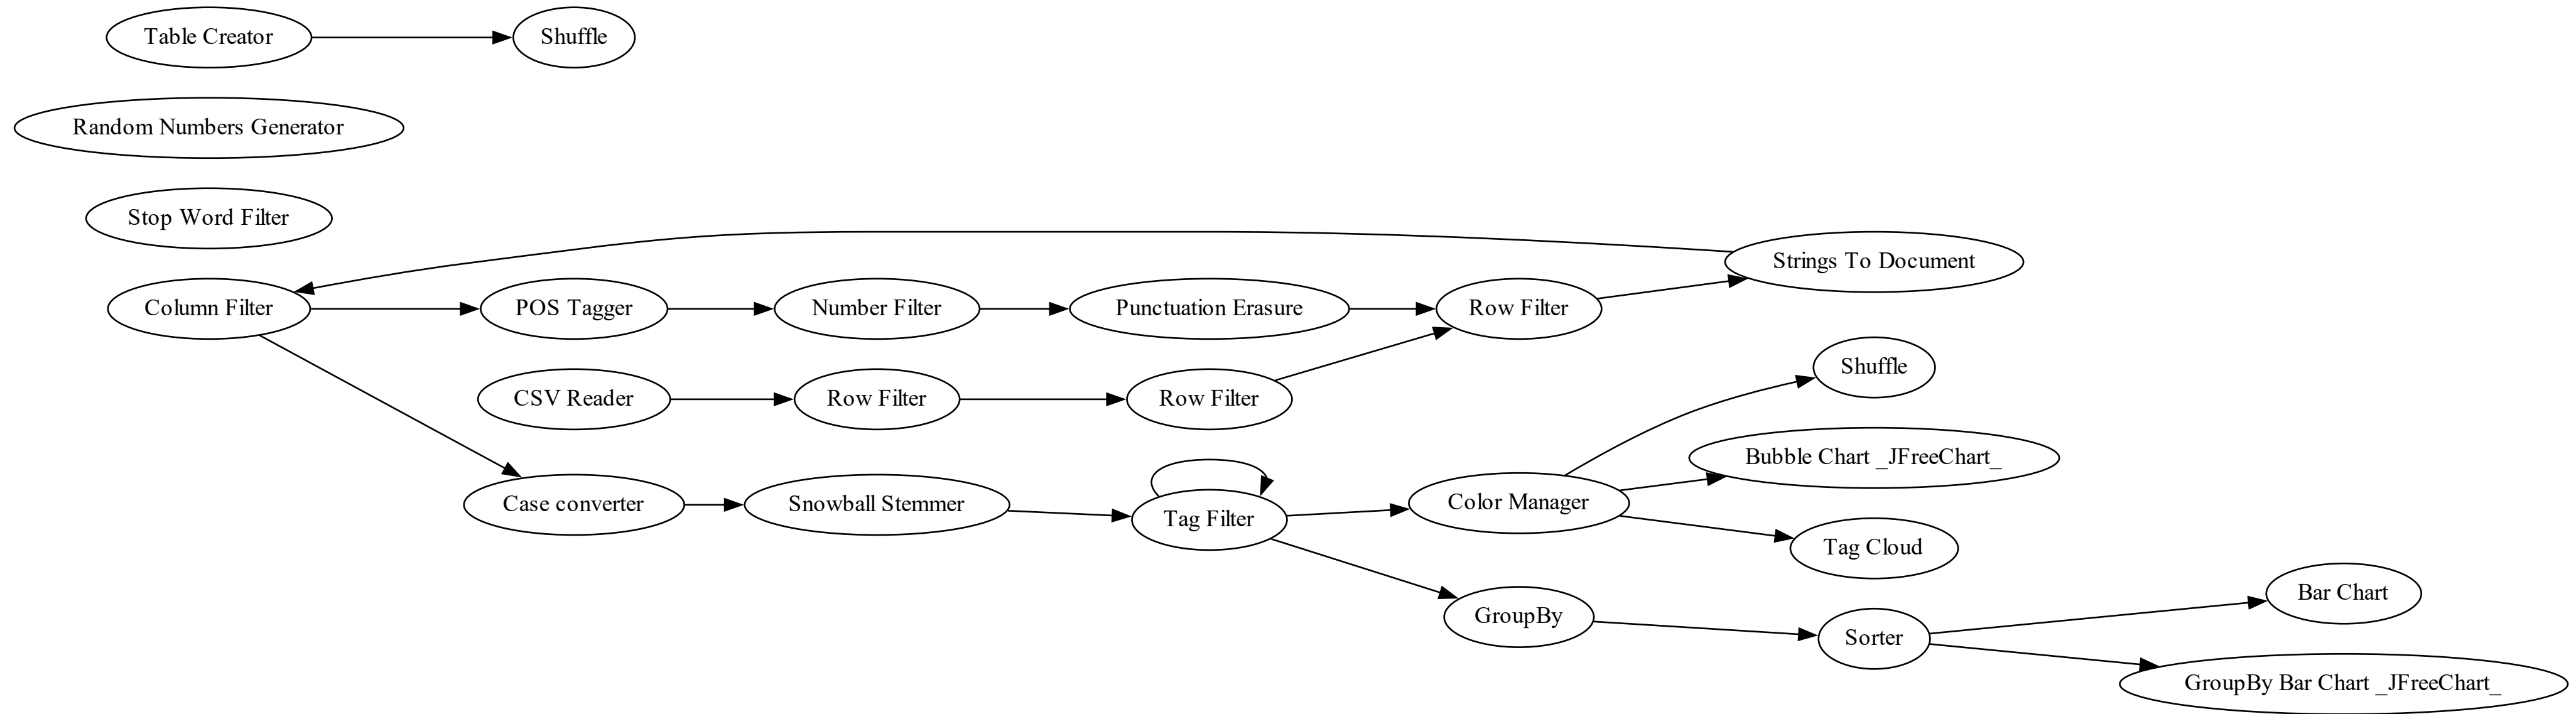 Table Creator
Shuffle
Random Numbers Generator
Stop Word Filter
Strings To Document
Column Filter
POS Tagger
Number Filter
Punctuation Erasure
Row Filter
Shuffle
CSV Reader
Row Filter
Row Filter
Bubble Chart _JFreeChart_
Case converter
Snowball Stemmer
Tag Filter
Color Manager
Tag Cloud
Bar Chart
GroupBy
Sorter
GroupBy Bar Chart _JFreeChart_